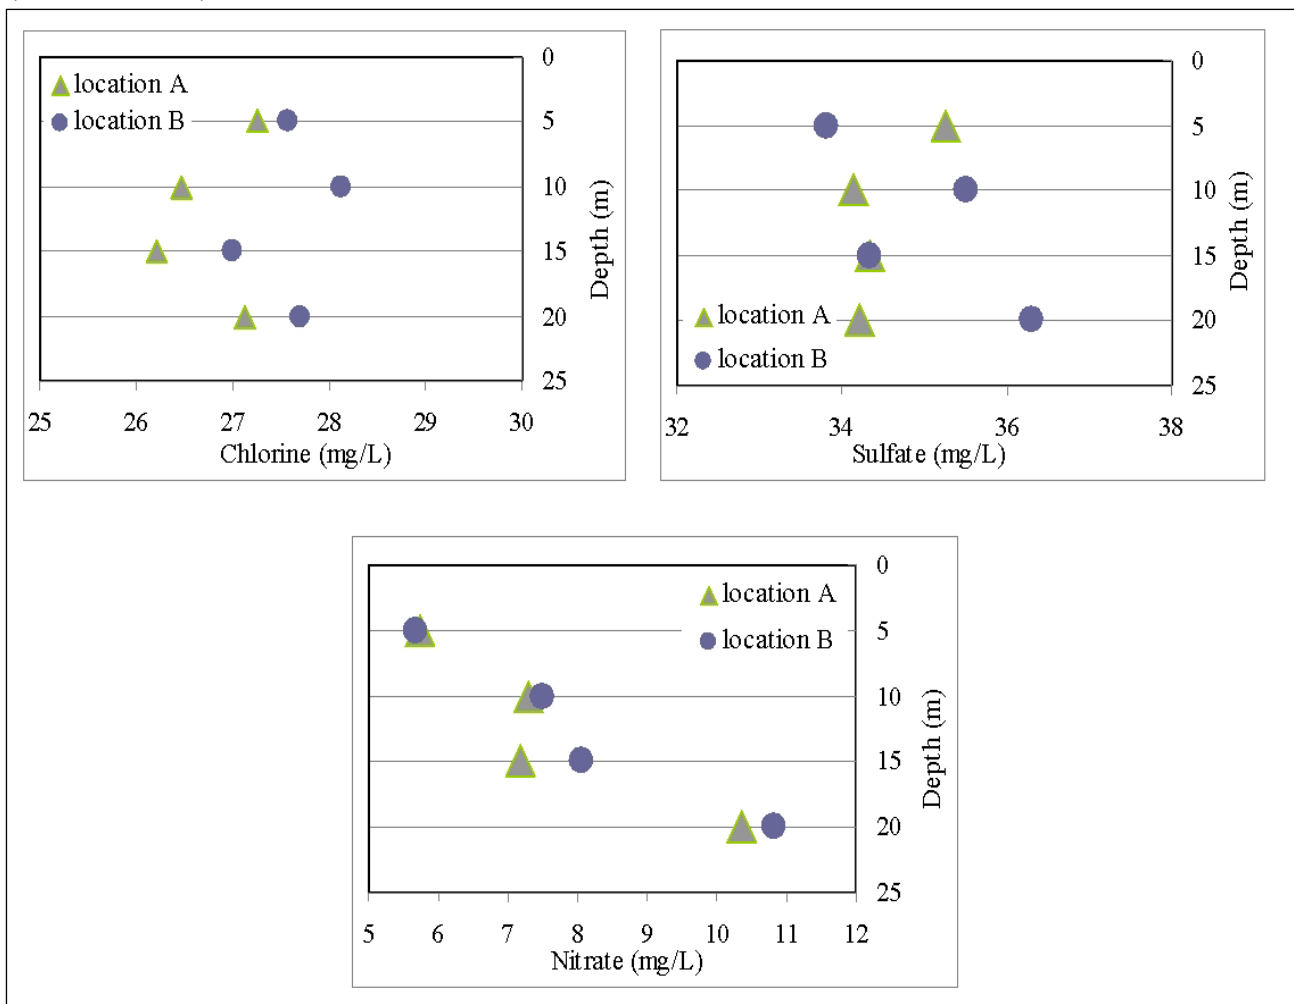 location A
location B
0
5
10
15
20
25
Depth (m)
25 26 27 28 29 30
Chlorine (mg/L)
0
5
10
15
20
25
Depth (m)
location A
location B
32 34 36 38
Sulfate (mg/L)
location A
location B
0
5
10
15
20
25
Depth (m)
5 6 7 8 9 10 11 12
Nitrate (mg/L)